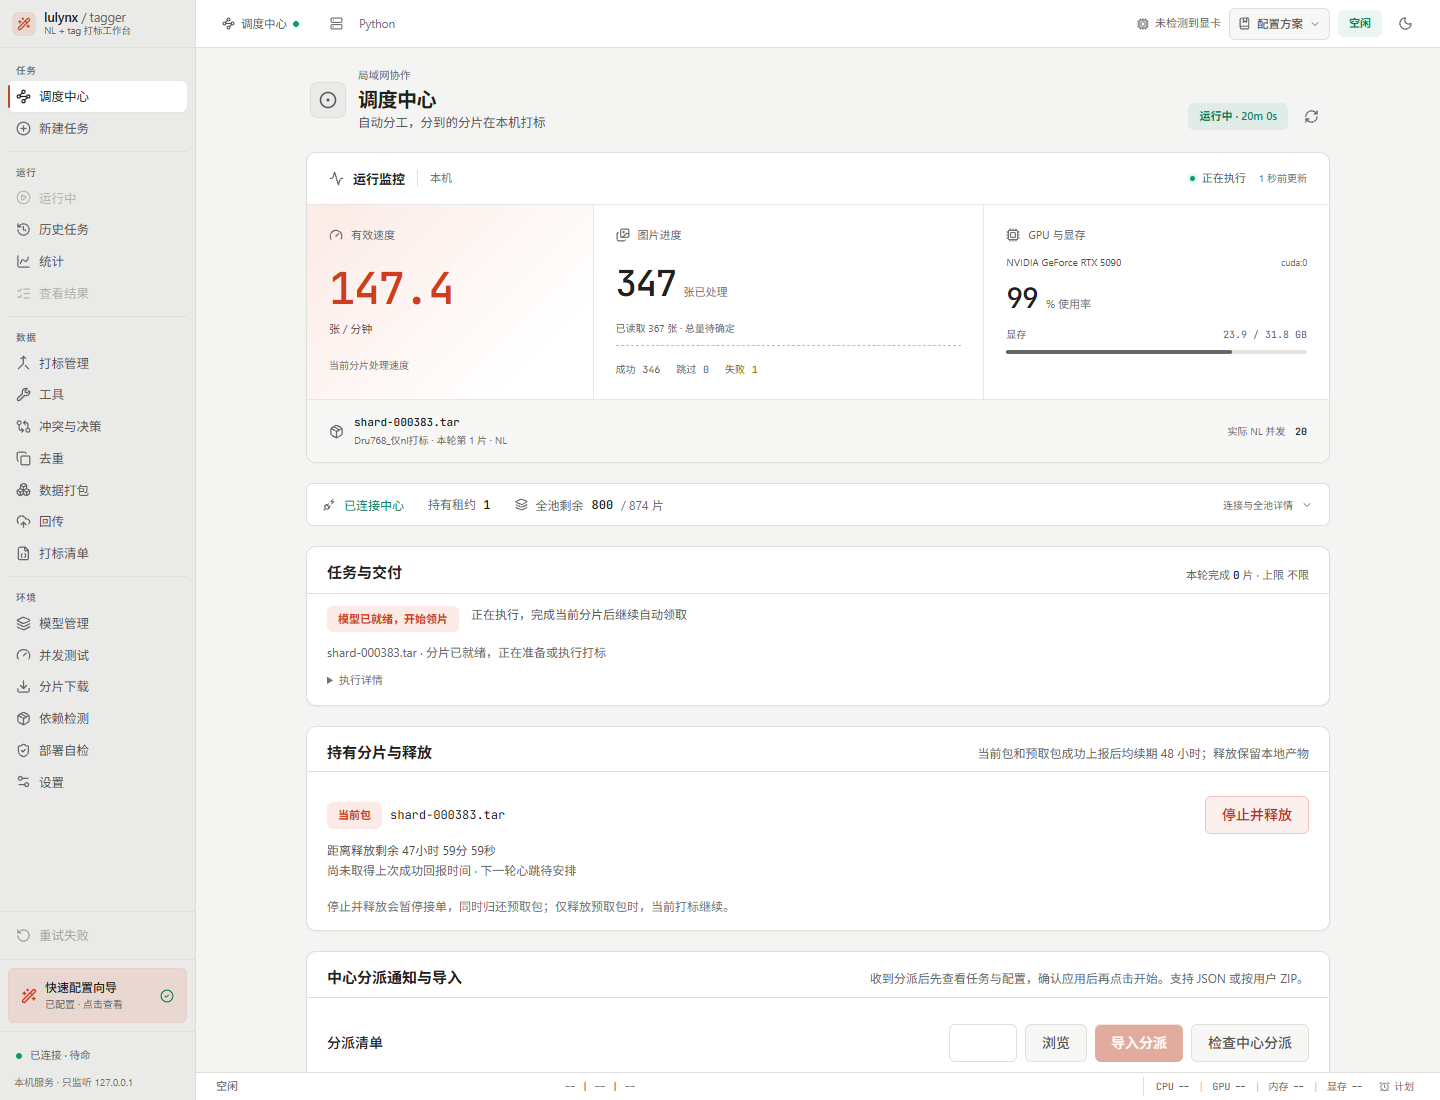 lulynx / tagger
NL + tag 打标工作台
任务
调度中心
新建任务
运行
运行中
历史任务
统计
查看结果
数据
打标管理
工具
冲突与决策
去重
数据打包
回传
打标清单
环境
模型管理
并发测试
分片下载
依赖检测
部署自检
设置
重试失败
快速配置向导
已配置 · 点击查看
已连接 · 待命
本机服务 · 只监听 127.0.0.1
调度中心
Python
未检测到显卡
配置方案
空闲
局域网协作
调度中心
自动分工，分到的分片在本机打标
运行中 · 20m 0s
运行监控
本机
正在执行
1 秒前更新
有效速度
147.4
张 / 分钟
当前分片处理速度
图片进度
347 张已处理
已读取 367 张 · 总量待确定
成功 346 跳过 0 失败 1
GPU 与显存
NVIDIA GeForce RTX 5090 cuda:0
99 % 使用率
显存 23.9 / 31.8 GB
shard-000383.tar
Dru768_仅nl打标 · 本轮第 1 片 · NL
实际 NL 并发 20
已连接中心 持有租约 1 全池剩余 800 / 874 片
连接与全池详情
任务与交付
本轮完成 0 片 · 上限 不限
模型已就绪，开始领片 正在执行，完成当前分片后继续自动领取
shard-000383.tar · 分片已就绪，正在准备或执行打标
执行详情
持有分片与释放
当前包和预取包成功上报后均续期 48 小时；释放保留本地产物
当前包 shard-000383.tar
停止并释放
距离释放剩余 47小时 59分 59秒
尚未取得上次成功回报时间 · 下一轮心跳待安排
停止并释放会暂停接单，同时归还预取包；仅释放预取包时，当前打标继续。
中心分派通知与导入
收到分派后先查看任务与配置，确认应用后再点击开始。支持 JSON 或按用户 ZIP。
分派清单
浏览
导入分派
检查中心分派
空闲
-- | -- | --
CPU -- | GPU -- | 内存 -- | 显存 --
计划